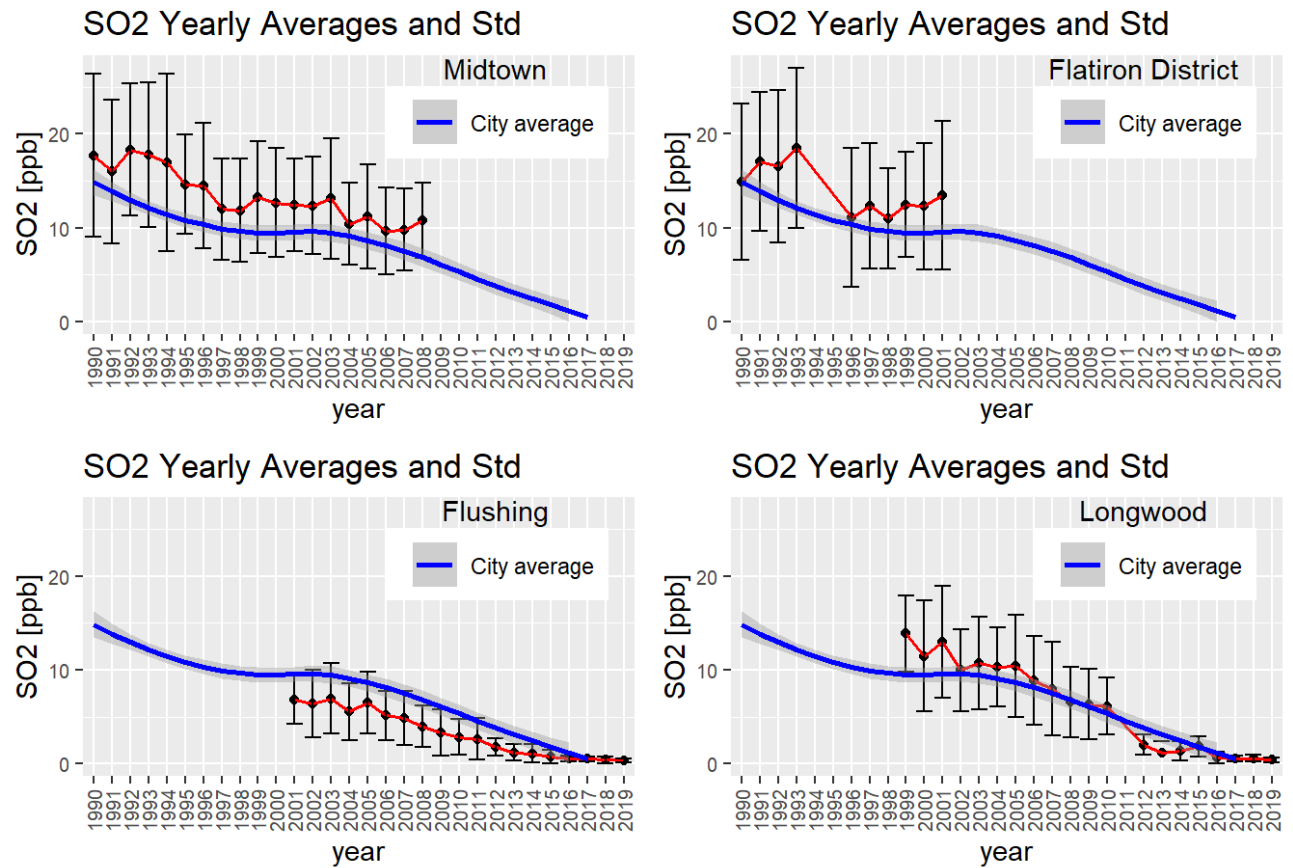 SO2 Yearly Averages and Std
Midtown
City average
SO2 [ppb]
20
10
0
1990 1991 1992 1993 1994 1995 1996 1997 1998 1999 2000 2001 2002 2003 2004 2005 2006 2007 2008 2009 2010 2011 2012 2013 2014 2015 2016 2017 2019
year
SO2 Yearly Averages and Std
Flatiron District
City average
SO2 [ppb]
20
10
0
1990 1991 1992 1993 1994 1995 1996 1997 1998 1999 2000 2001 2002 2003 2004 2005 2006 2007 2008 2009 2010 2011 2012 2013 2014 2015 2016 2017 2019
year
SO2 Yearly Averages and Std
Flushing
City average
SO2 [ppb]
20
10
0
1990 1991 1992 1993 1994 1995 1996 1997 1998 1999 2000 2001 2002 2003 2004 2005 2006 2007 2008 2009 2010 2011 2012 2013 2014 2015 2016 2017 2018 2019
year
SO2 Yearly Averages and Std
Longwood
City average
SO2 [ppb]
20
10
0
1990 1991 1992 1993 1994 1995 1996 1997 1998 1999 2000 2001 2002 2003 2004 2005 2006 2007 2008 2009 2010 2011 2012 2013 2014 2015 2016 2017 2018 2019
year